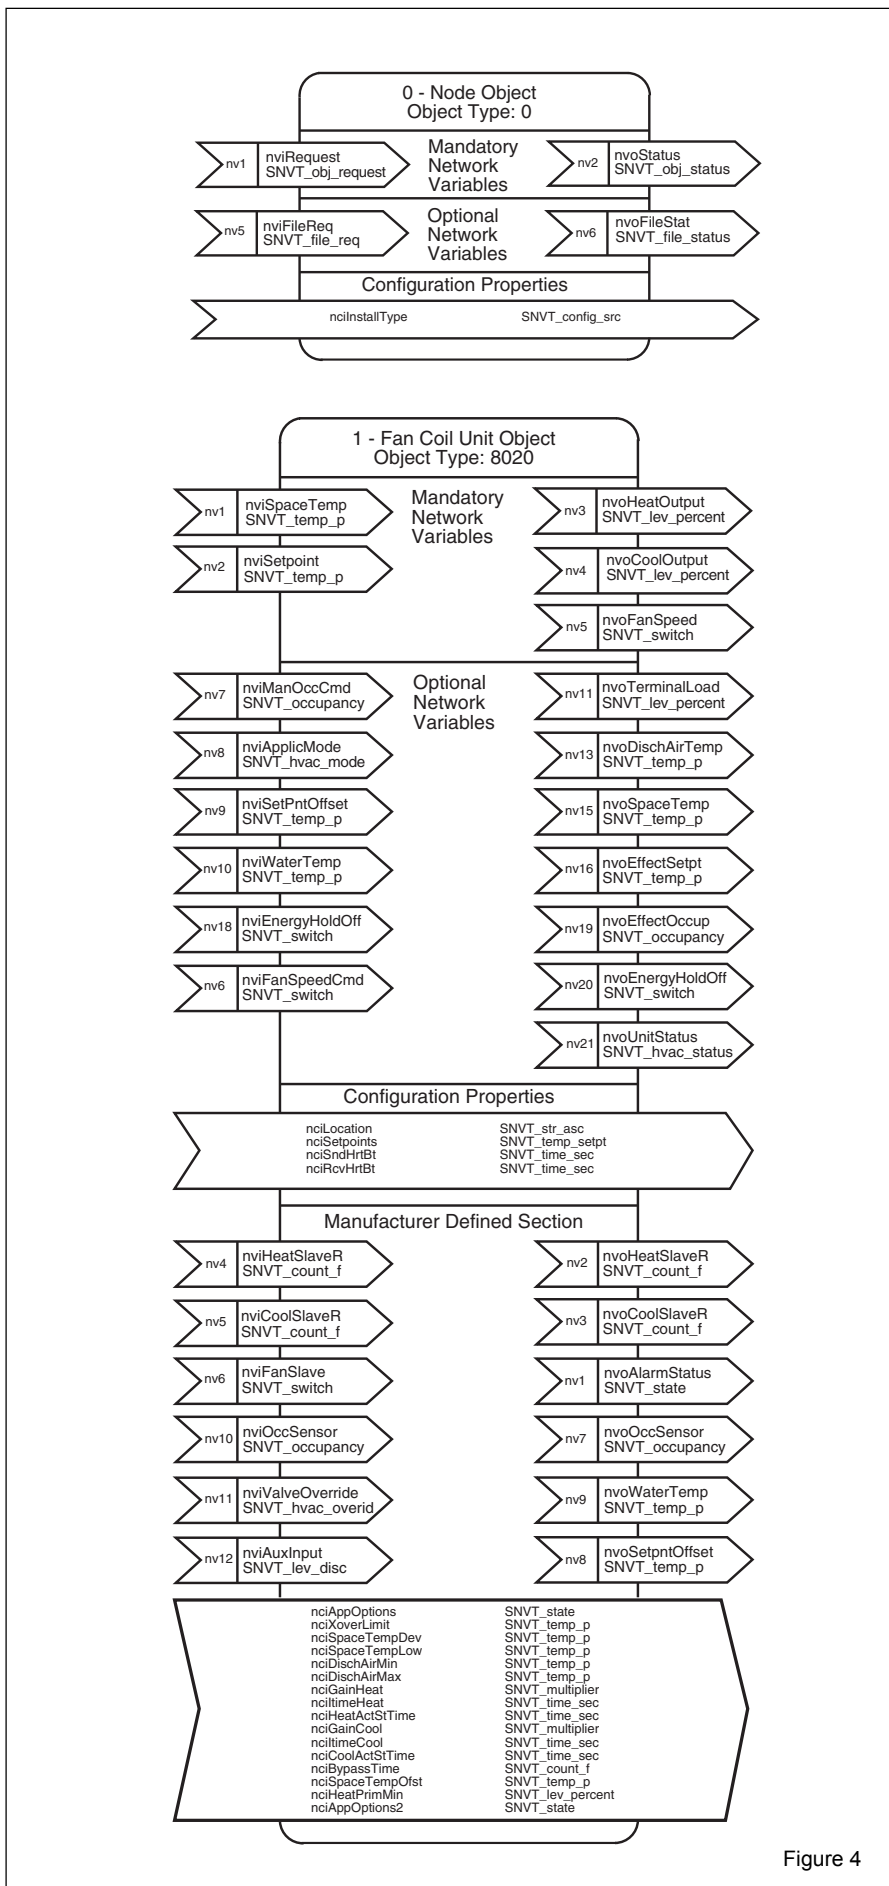 0 - Node Object
Object Type: 0
Mandatory
Network
Variables
nv1
nviRequest
SNVT_obj_request
nv2
nvoStatus
SNVT_obj_status
Optional
Network
Variables
nv5
nviFileReq
SNVT_file_req
nv6
nvoFileStat
SNVT_file_status
Configuration Properties
nciInstallType SNVT_config_src
1 - Fan Coil Unit Object
Object Type: 8020
Mandatory
Network
Variables
nv1
nviSpaceTemp
SNVT_temp_p
nv3
nvoHeatOutput
SNVT_lev_percent
nv2
nviSetpoint
SNVT_temp_p
nv4
nvoCoolOutput
SNVT_lev_percent
nv5
nvoFanSpeed
SNVT_switch
Optional
Network
Variables
nv7
nviManOccCmd
SNVT_occupancy
nv11
nvoTerminalLoad
SNVT_lev_percent
nv8
nviApplicMode
SNVT_hvac_mode
nv13
nvoDischAirTemp
SNVT_temp_p
nv9
nviSetPntOffset
SNVT_temp_p
nv15
nvoSpaceTemp
SNVT_temp_p
nv10
nviWaterTemp
SNVT_temp_p
nv16
nvoEffectSetpt
SNVT_temp_p
nv18
nviEnergyHoldOff
SNVT_switch
nv19
nvoEffectOccup
SNVT_occupancy
nv6
nviFanSpeedCmd
SNVT_switch
nv20
nvoEnergyHoldOff
SNVT_switch
nv21
nvoUnitStatus
SNVT_hvac_status
Configuration Properties
nciLocation SNVT_str_asc
nciSetpoints SNVT_temp_setpt
nciSndHrtBt SNVT_time_sec
nciRcvHrtBt SNVT_time_sec
Manufacturer Defined Section
nv4
nviHeatSlaveR
SNVT_count_f
nv2
nvoHeatSlaveR
SNVT_count_f
nv5
nviCoolSlaveR
SNVT_count_f
nv3
nvoCoolSlaveR
SNVT_count_f
nv6
nviFanSlave
SNVT_switch
nv1
nvoAlarmStatus
SNVT_state
nv10
nviOccSensor
SNVT_occupancy
nv7
nvoOccSensor
SNVT_occupancy
nv11
nviValveOverride
SNVT_hvac_overid
nv9
nvoWaterTemp
SNVT_temp_p
nv12
nviAuxInput
SNVT_lev_disc
nv8
nvoSetpntOffset
SNVT_temp_p
nciAppOptions SNVT_state
nciXoverLimit SNVT_temp_p
nciSpaceTempDev SNVT_temp_p
nciSpaceTempLow SNVT_temp_p
nciDischAirMin SNVT_temp_p
nciDischAirMax SNVT_temp_p
nciGainHeat SNVT_multiplier
nciItimeHeat SNVT_time_sec
nciHeatActStTime SNVT_time_sec
nciGainCool SNVT_multiplier
nciItimeCool SNVT_time_sec
nciCoolActStTime SNVT_time_sec
nciBypassTime SNVT_count_f
nciSpaceTempOfst SNVT_temp_p
nciHeatPrimMin SNVT_lev_percent
nciAppOptions2 SNVT_state
Figure 4